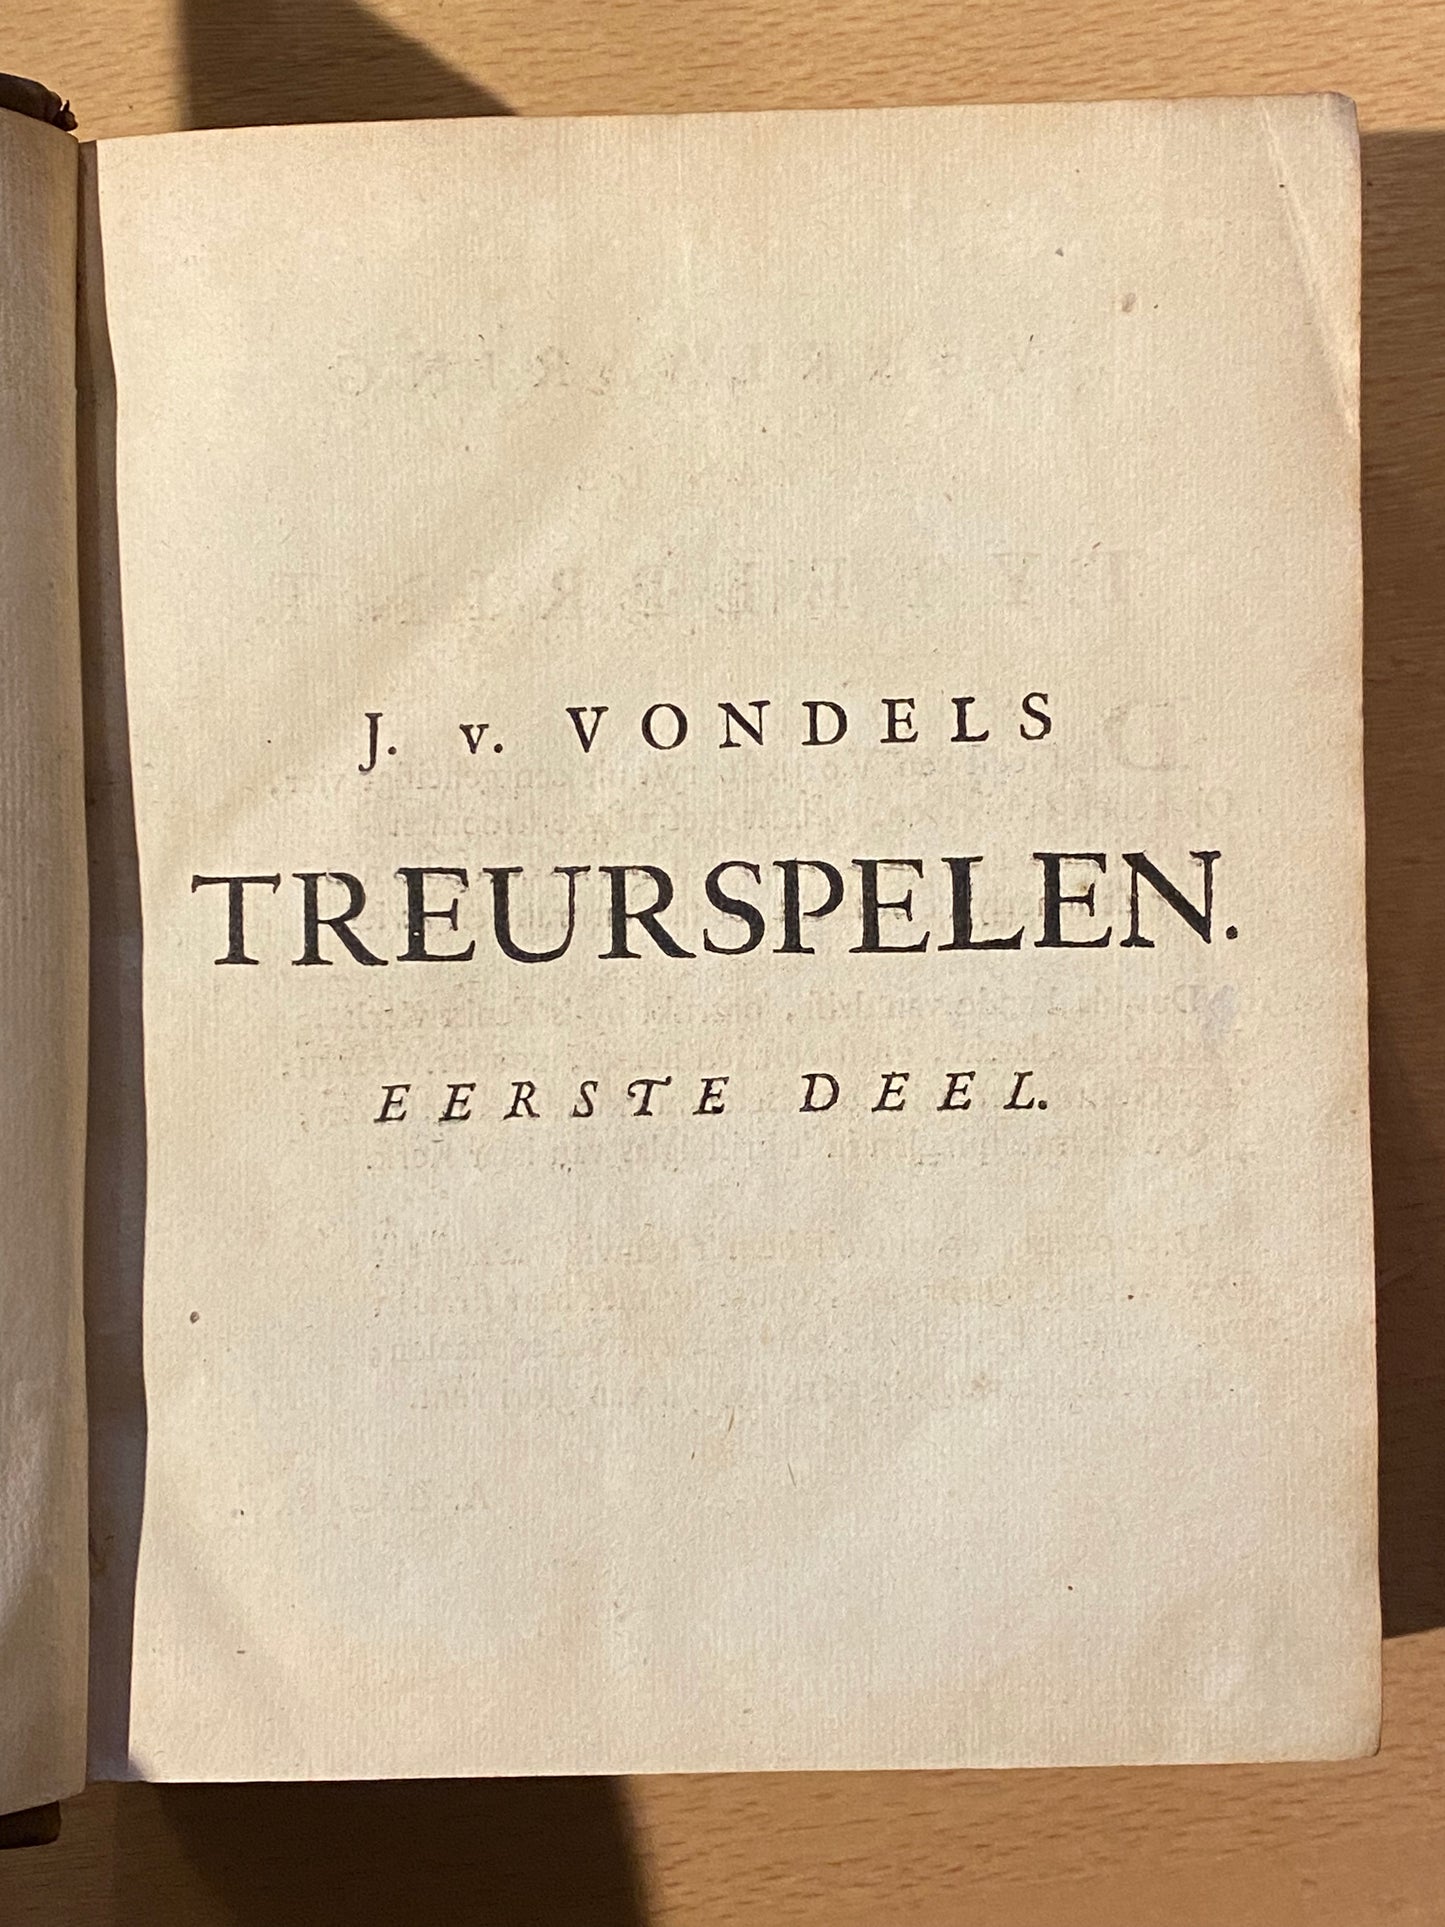 J. v. VONDELS
TREURSPELEN.
EERSTE DEEL.